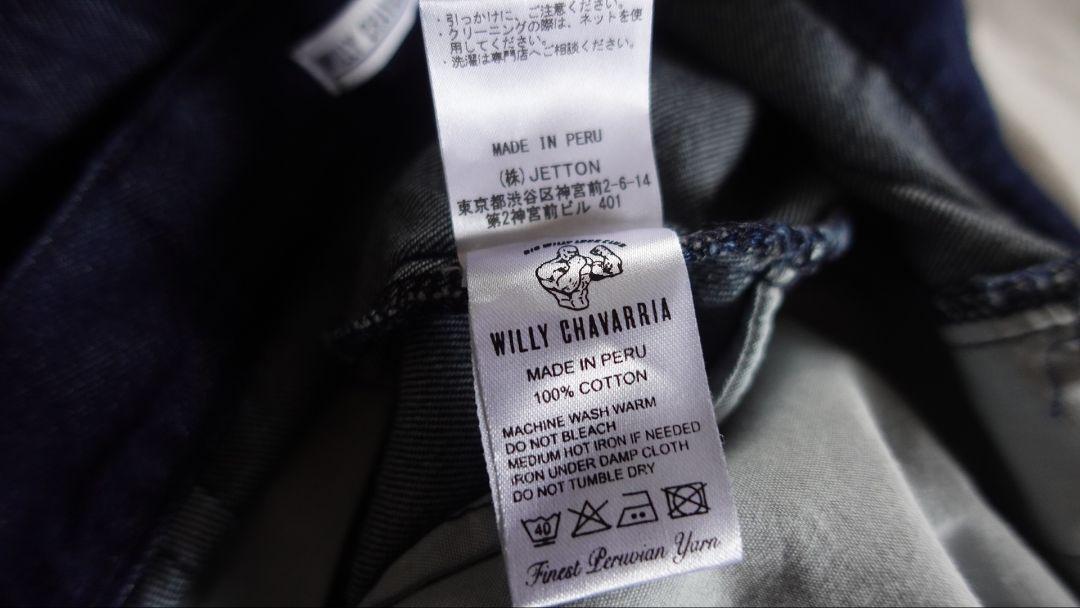 ・引っかけに、ご注意ください。
・クリーニングの際は、ネットを使
用してください。
・洗濯は専門店へご相談ください。
MADE IN PERU
(株)JETTON
東京都渋谷区神宮前2-6-14
第2神宮前ビル 401
WILLY CHAVARRIA
MADE IN PERU
100% COTTON
MACHINE WASH WARM
DO NOT BLEACH
MEDIUM HOT IRON IF NEEDED
IRON UNDER DAMP CLOTH
DO NOT TUMBLE DRY
40
Finest Peruvian Yarn